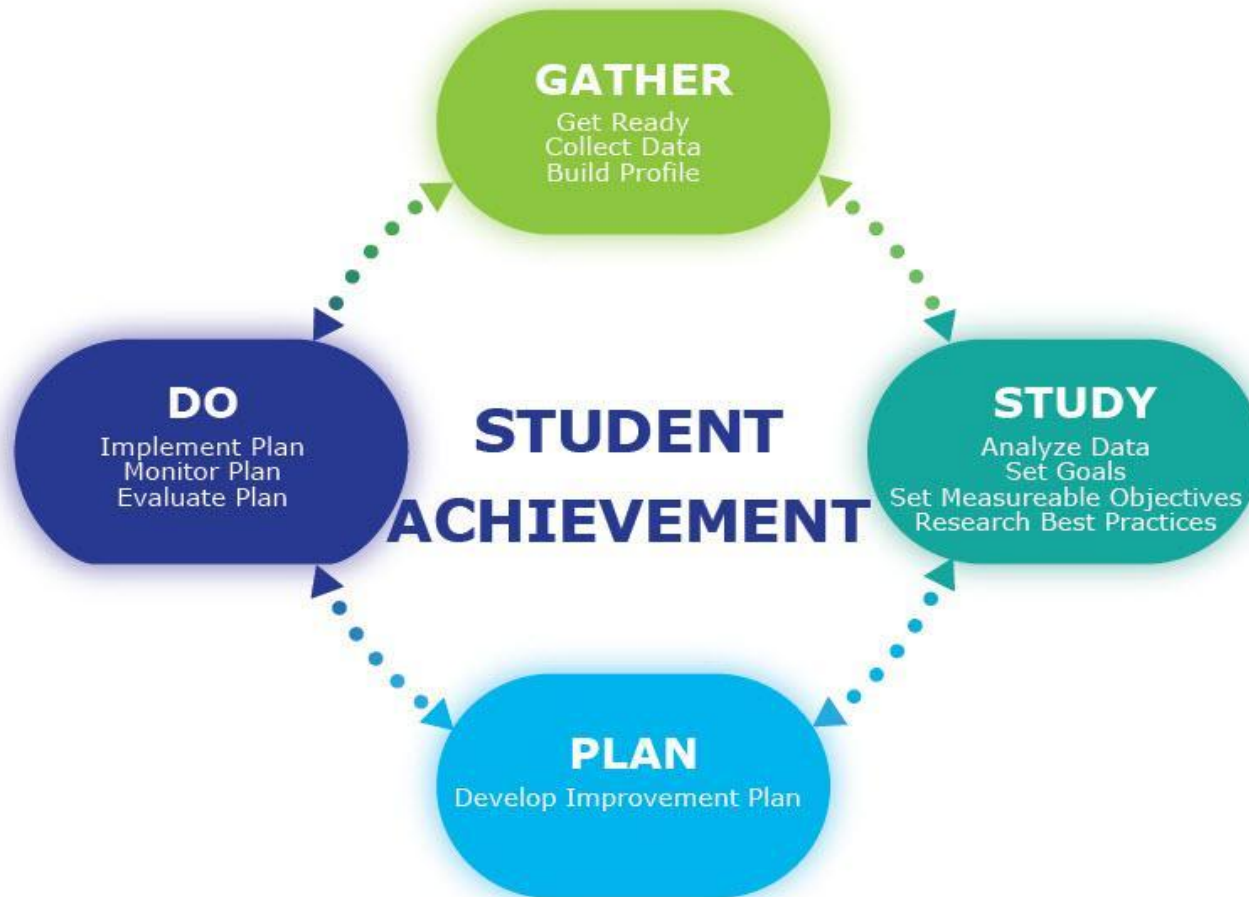 GATHER
Get Ready
Collect Data
Build Profile
DO
Implement Plan
Monitor Plan
Evaluate Plan
STUDENT
ACHIEVEMENT
STUDY
Analyze Data
Set Goals
Set Measureable Objectives
Research Best Practices
PLAN
Develop Improvement Plan